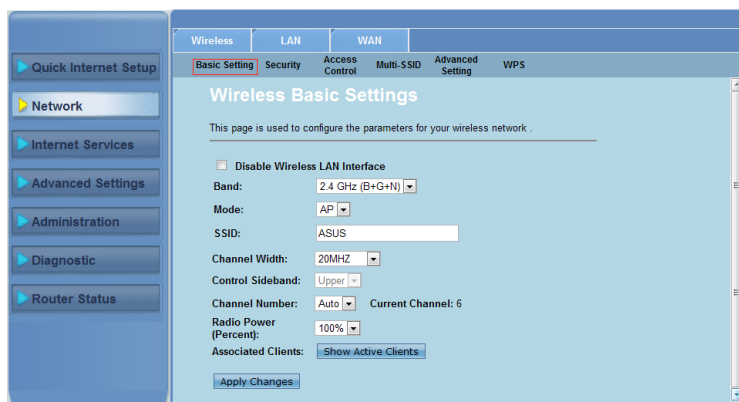 Wireless LAN WAN
Basic Setting Security Access Control Multi-SSID Advanced Setting WPS
Quick Internet Setup
Network
Internet Services
Advanced Settings
Administration
Diagnostic
Router Status
Wireless Basic Settings
This page is used to configure the parameters for your wireless network .
Disable Wireless LAN Interface
Band: 2.4 GHz (B+G+N)
Mode: AP
SSID: ASUS
Channel Width: 20MHZ
Control Sideband: Upper
Channel Number: Auto Current Channel: 6
Radio Power (Percent): 100%
Associated Clients: Show Active Clients
Apply Changes